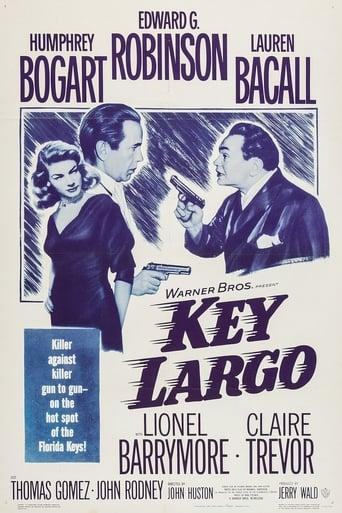 HUMPHREY
BOGART
EDWARD G.
ROBINSON
LAUREN
BACALL
WARNER BROS. PRESENT
KEY
LARGO
Killer
against
killer
gun to gun—
on the
hot spot
of the
Florida Keys!
WITH
LIONEL
BARRYMORE ·
CLAIRE
TREVOR
AND
THOMAS GOMEZ · JOHN RODNEY
DIRECTED BY
JOHN HUSTON
PRODUCED BY
JERRY WALD